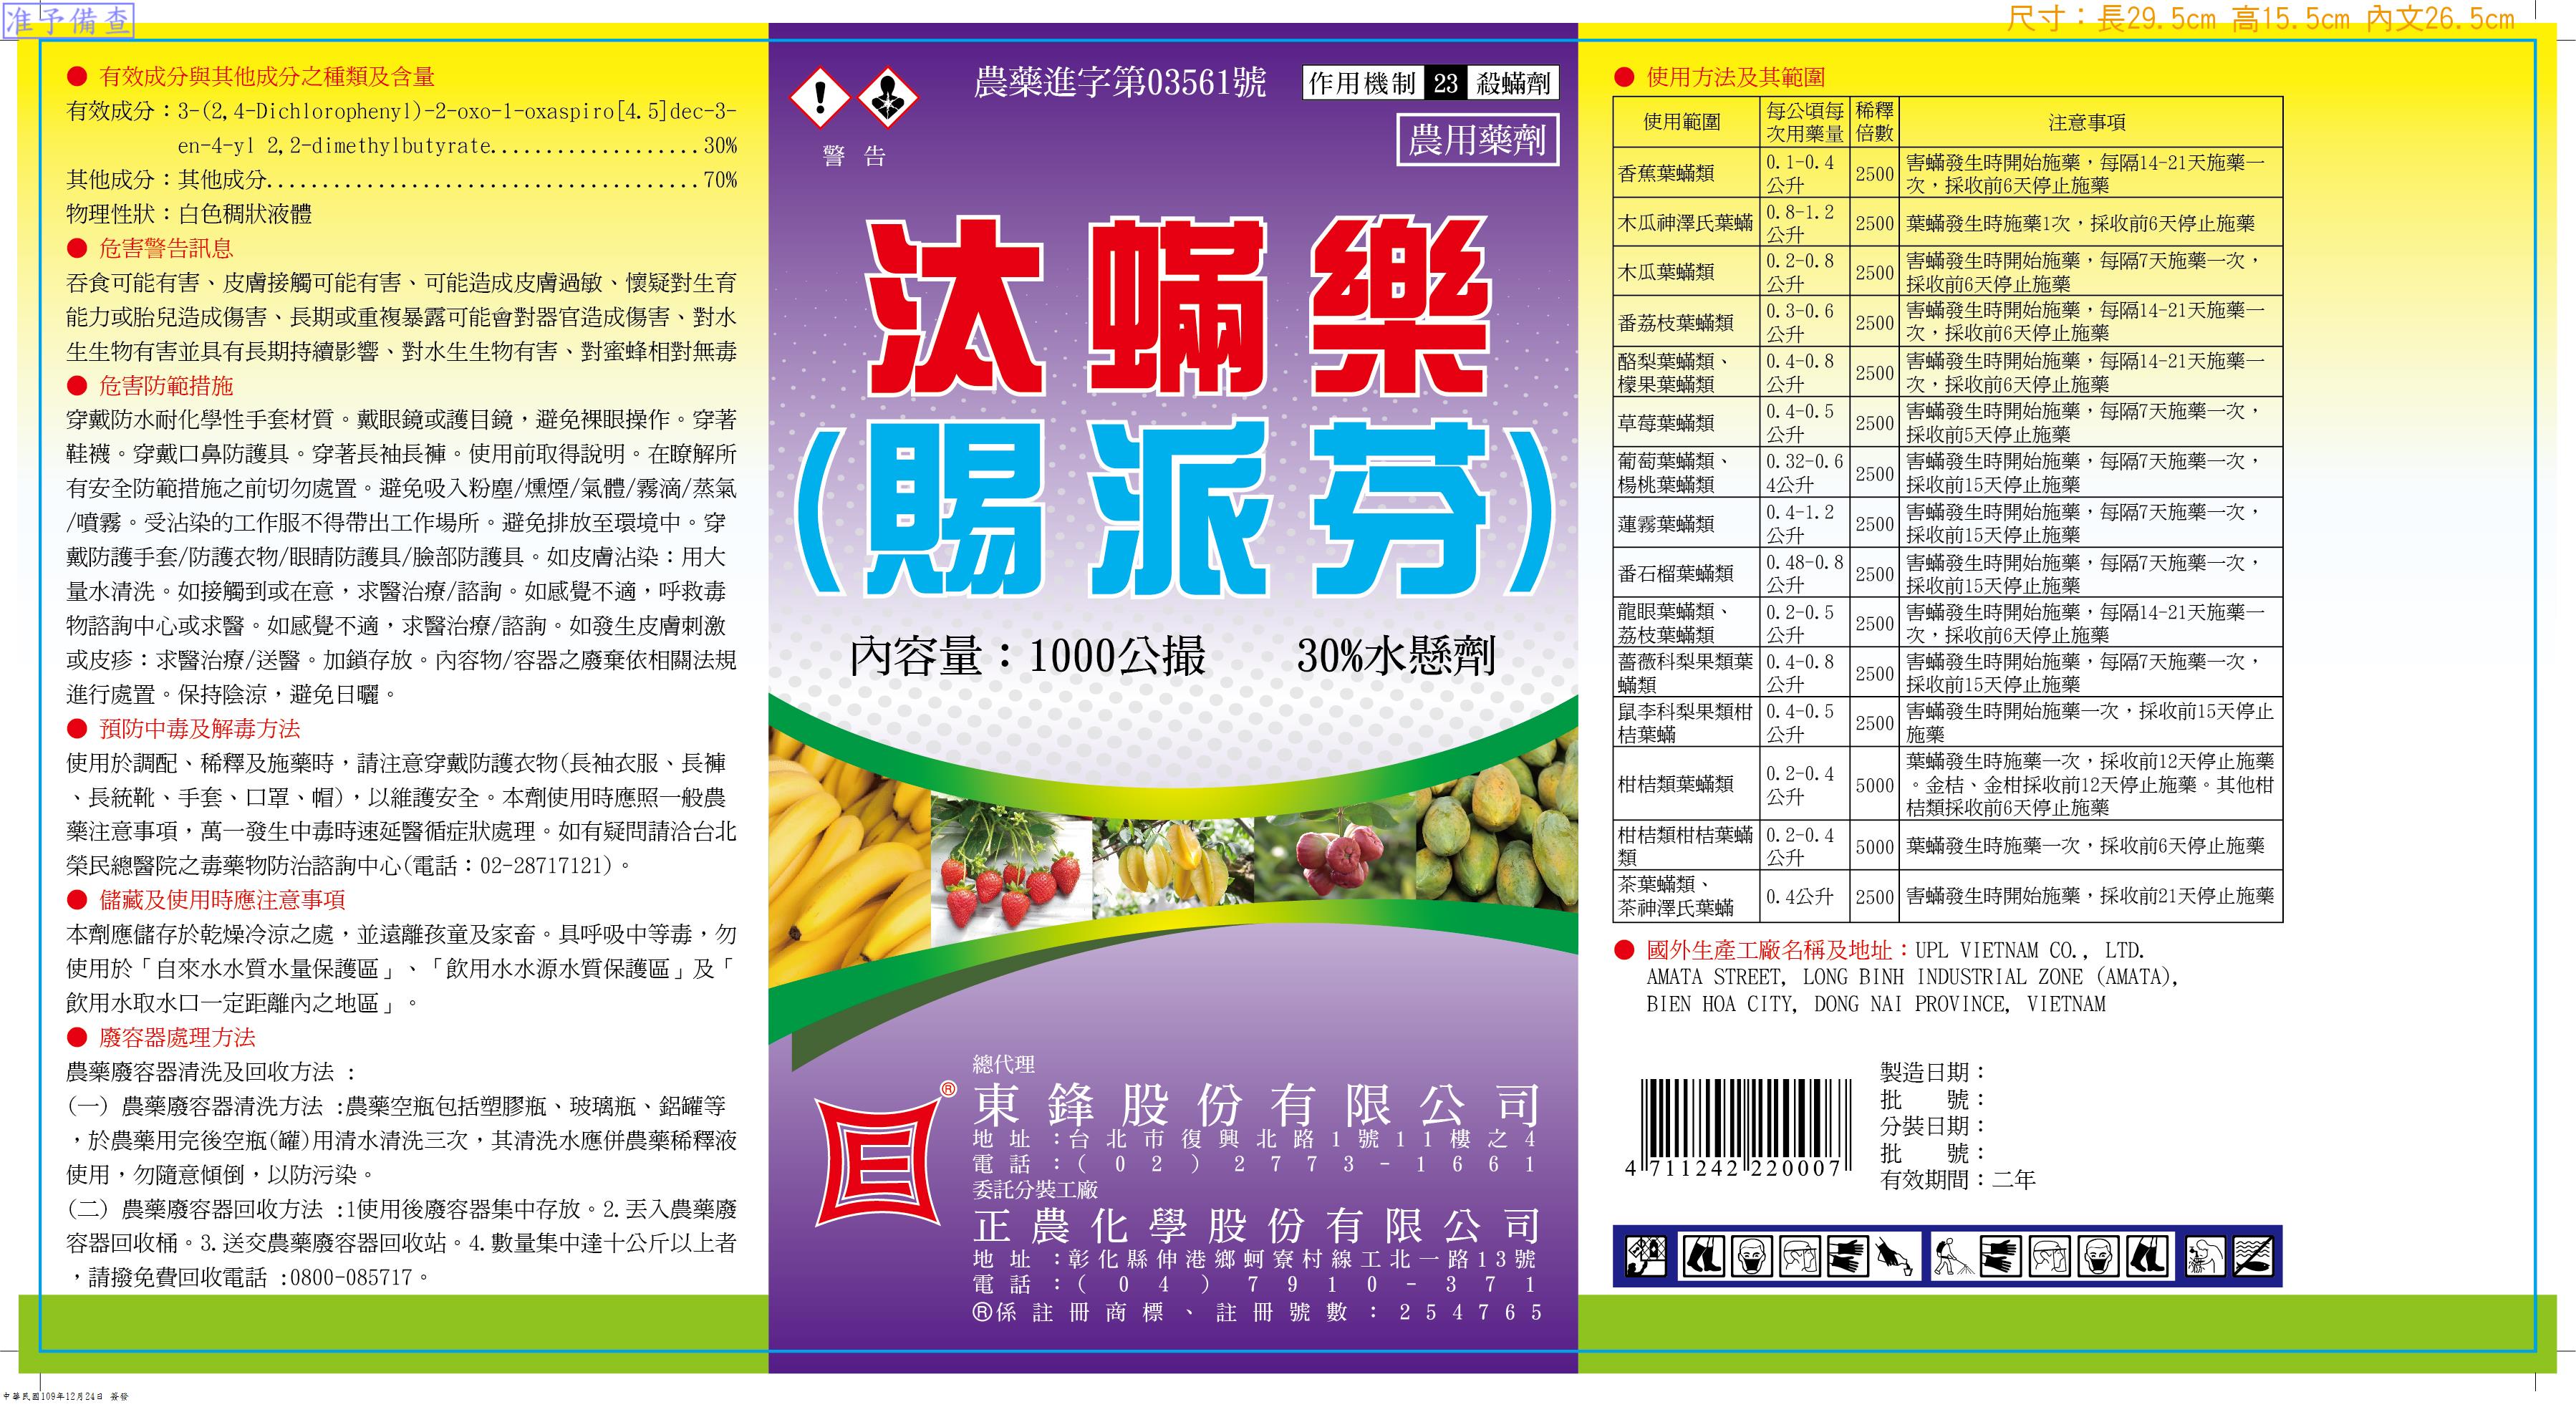 准予備查
尺寸：長29.5cm 高15.5cm 內文26.5cm
● 有效成分與其他成分之種類及含量
有效成分：3-(2,4-Dichlorophenyl)-2-oxo-1-oxaspiro[4.5]dec-3-
en-4-yl 2,2-dimethylbutyrate...................30%
其他成分：其他成分.......................................70%
物理性狀：白色稠狀液體
● 危害警告訊息
吞食可能有害、皮膚接觸可能有害、可能造成皮膚過敏、懷疑對生育
能力或胎兒造成傷害、長期或重複暴露可能會對器官造成傷害、對水
生生物有害並具有長期持續影響、對水生生物有害、對蜜蜂相對無毒
● 危害防範措施
穿戴防水耐化學性手套材質。戴眼鏡或護目鏡，避免裸眼操作。穿著
鞋襪。穿戴口鼻防護具。穿著長袖長褲。使用前取得說明。在瞭解所
有安全防範措施之前切勿處置。避免吸入粉塵/燻煙/氣體/霧滴/蒸氣
/噴霧。受沾染的工作服不得帶出工作場所。避免排放至環境中。穿
戴防護手套/防護衣物/眼睛防護具/臉部防護具。如皮膚沾染：用大
量水清洗。如接觸到或在意，求醫治療/諮詢。如感覺不適，呼救毒
物諮詢中心或求醫。如感覺不適，求醫治療/諮詢。如發生皮膚刺激
或皮疹：求醫治療/送醫。加鎖存放。內容物/容器之廢棄依相關法規
進行處置。保持陰涼，避免日曬。
● 預防中毒及解毒方法
使用於調配、稀釋及施藥時，請注意穿戴防護衣物(長袖衣服、長褲
、長統靴、手套、口罩、帽)，以維護安全。本劑使用時應照一般農
藥注意事項，萬一發生中毒時速延醫循症狀處理。如有疑問請洽台北
榮民總醫院之毒藥物防治諮詢中心(電話：02-28717121)。
● 儲藏及使用時應注意事項
本劑應儲存於乾燥冷涼之處，並遠離孩童及家畜。具呼吸中等毒，勿
使用於「自來水水質水量保護區」、「飲用水水源水質保護區」及「
飲用水取水口一定距離內之地區」。
● 廢容器處理方法
農藥廢容器清洗及回收方法 :
(一) 農藥廢容器清洗方法 :農藥空瓶包括塑膠瓶、玻璃瓶、鋁罐等
，於農藥用完後空瓶(罐)用清水清洗三次，其清洗水應併農藥稀釋液
使用，勿隨意傾倒，以防污染。
(二) 農藥廢容器回收方法 :1使用後廢容器集中存放。2.丟入農藥廢
容器回收桶。3.送交農藥廢容器回收站。4.數量集中達十公斤以上者
，請撥免費回收電話 :0800-085717。
農藥進字第03561號
作用機制 23 殺蟎劑
警 告
農用藥劑
汰蟎樂
(賜派芬)
內容量：1000公撮 30%水懸劑
總代理
®
東鋒股份有限公司
地址:台北市復興北路1號11樓之4
電話:(02)2773-1661
委託分裝工廠
正農化學股份有限公司
地址:彰化縣伸港鄉蚵寮村線工北一路13號
電話:(04)7910-371
®係註冊商標、註冊號數:254765
● 使用方法及其範圍
使用範圍 每公頃每次用藥量 稀釋倍數 注意事項
香蕉葉蟎類 0.1-0.4公升 2500 害蟎發生時開始施藥，每隔14-21天施藥一次，採收前6天停止施藥
木瓜神澤氏葉蟎 0.8-1.2公升 2500 葉蟎發生時施藥1次，採收前6天停止施藥
木瓜葉蟎類 0.2-0.8公升 2500 害蟎發生時開始施藥，每隔7天施藥一次，採收前6天停止施藥
番荔枝葉蟎類 0.3-0.6公升 2500 害蟎發生時開始施藥，每隔14-21天施藥一次，採收前6天停止施藥
酪梨葉蟎類、檬果葉蟎類 0.4-0.8公升 2500 害蟎發生時開始施藥，每隔14-21天施藥一次，採收前6天停止施藥
草莓葉蟎類 0.4-0.5公升 2500 害蟎發生時開始施藥，每隔7天施藥一次，採收前5天停止施藥
葡萄葉蟎類、楊桃葉蟎類 0.32-0.64公升 2500 害蟎發生時開始施藥，每隔7天施藥一次，採收前15天停止施藥
蓮霧葉蟎類 0.4-1.2公升 2500 害蟎發生時開始施藥，每隔7天施藥一次，採收前15天停止施藥
番石榴葉蟎類 0.48-0.8公升 2500 害蟎發生時開始施藥，每隔7天施藥一次，採收前15天停止施藥
龍眼葉蟎類、荔枝葉蟎類 0.2-0.5公升 2500 害蟎發生時開始施藥，每隔14-21天施藥一次，採收前6天停止施藥
薔薇科梨果類葉蟎類 0.4-0.8公升 2500 害蟎發生時開始施藥，每隔7天施藥一次，採收前15天停止施藥
鼠李科梨果類柑桔葉蟎 0.4-0.5公升 2500 害蟎發生時開始施藥一次，採收前15天停止施藥
柑桔類葉蟎類 0.2-0.4公升 5000 葉蟎發生時施藥一次，採收前12天停止施藥。金桔、金柑採收前12天停止施藥。其他柑桔類採收前6天停止施藥
柑桔類柑桔葉蟎類 0.2-0.4公升 5000 葉蟎發生時施藥一次，採收前6天停止施藥
茶葉蟎類、茶神澤氏葉蟎 0.4公升 2500 害蟎發生時開始施藥，採收前21天停止施藥
● 國外生產工廠名稱及地址：UPL VIETNAM CO., LTD.
AMATA STREET, LONG BINH INDUSTRIAL ZONE (AMATA),
BIEN HOA CITY, DONG NAI PROVINCE, VIETNAM
4 711242 220007
製造日期：
批　　號：
分裝日期：
批　　號：
有效期間：二年
中華民國109年12月24日 簽發